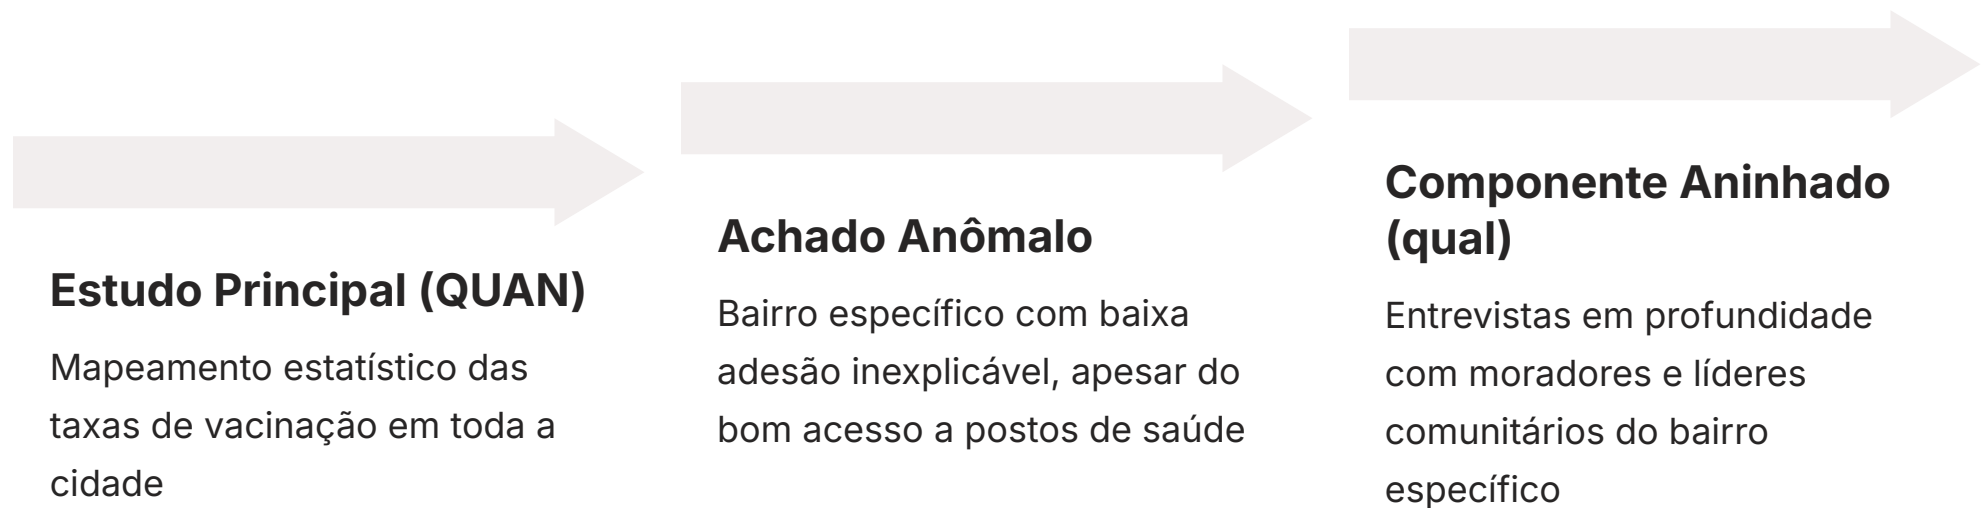 Estudo Principal (QUAN)
Mapeamento estatístico das
taxas de vacinação em toda a
cidade
Achado Anômalo
Bairro específico com baixa
adesão inexplicável, apesar do
bom acesso a postos de saúde
Componente Aninhado
(qual)
Entrevistas em profundidade
com moradores e líderes
comunitários do bairro
específico